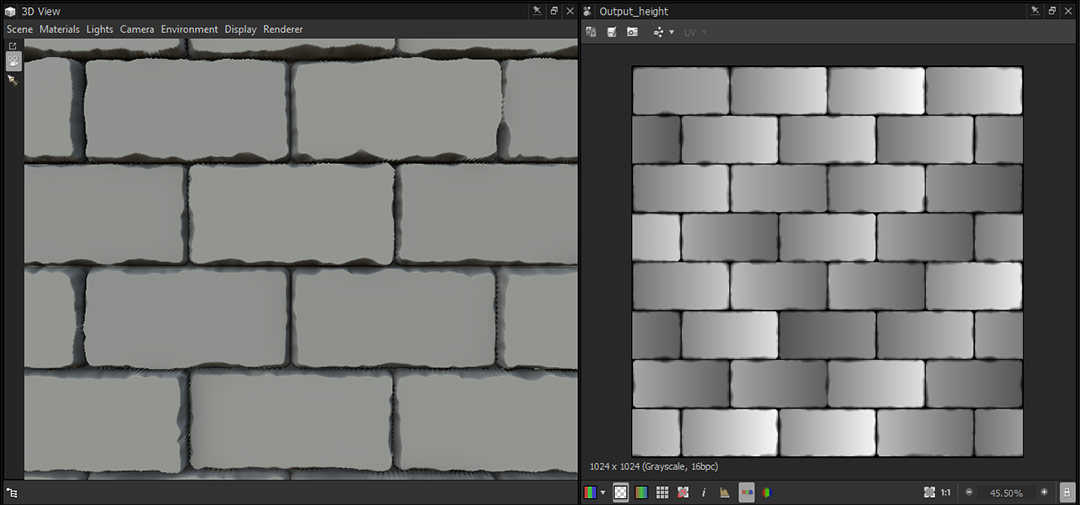 3D View
Scene Materials Lights Camera Environment Display Renderer
Output_height
UV
1024 x 1024 (Grayscale, 16bpc)
i
RGB
1:1
45.50%